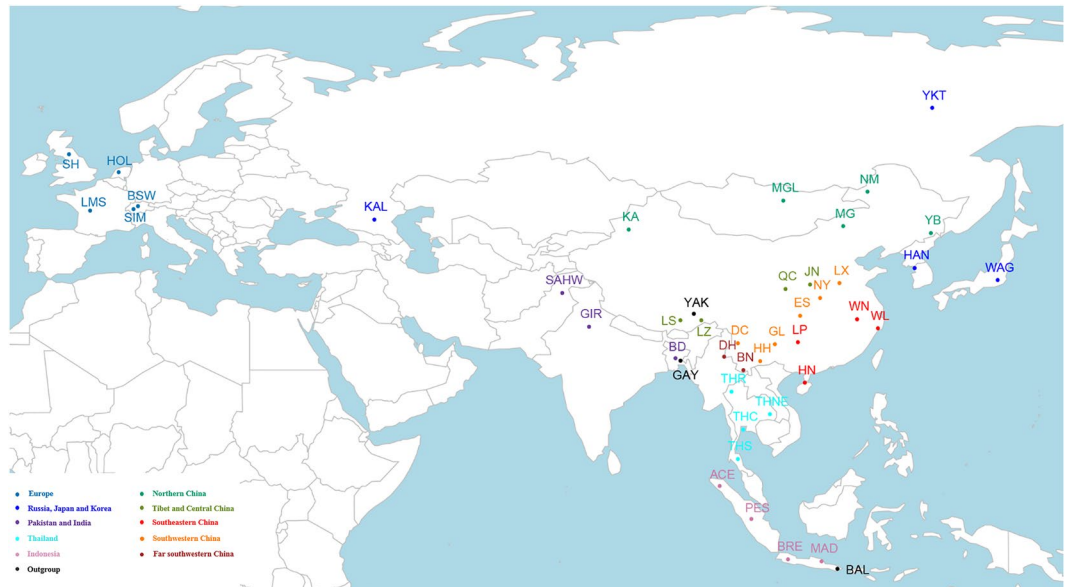 YKT
SH
HOL
LMS
BSW
SIM
KAL
NM
MGL
KA
MG
YB
HAN
WAG
SAHW
GIR
YAK
LS
LZ
QC
JN
LX
NY
ES
WN
WL
DC
GL
LP
DH
HH
BD
BN
GAY
HN
THR
THNE
THC
THS
ACE
PES
BRE
MAD
BAL
Europe
Russia, Japan and Korea
Pakistan and India
Thailand
Indonesia
Outgroup
Northern China
Tibet and Central China
Southeastern China
Southwestern China
Far southwestern China